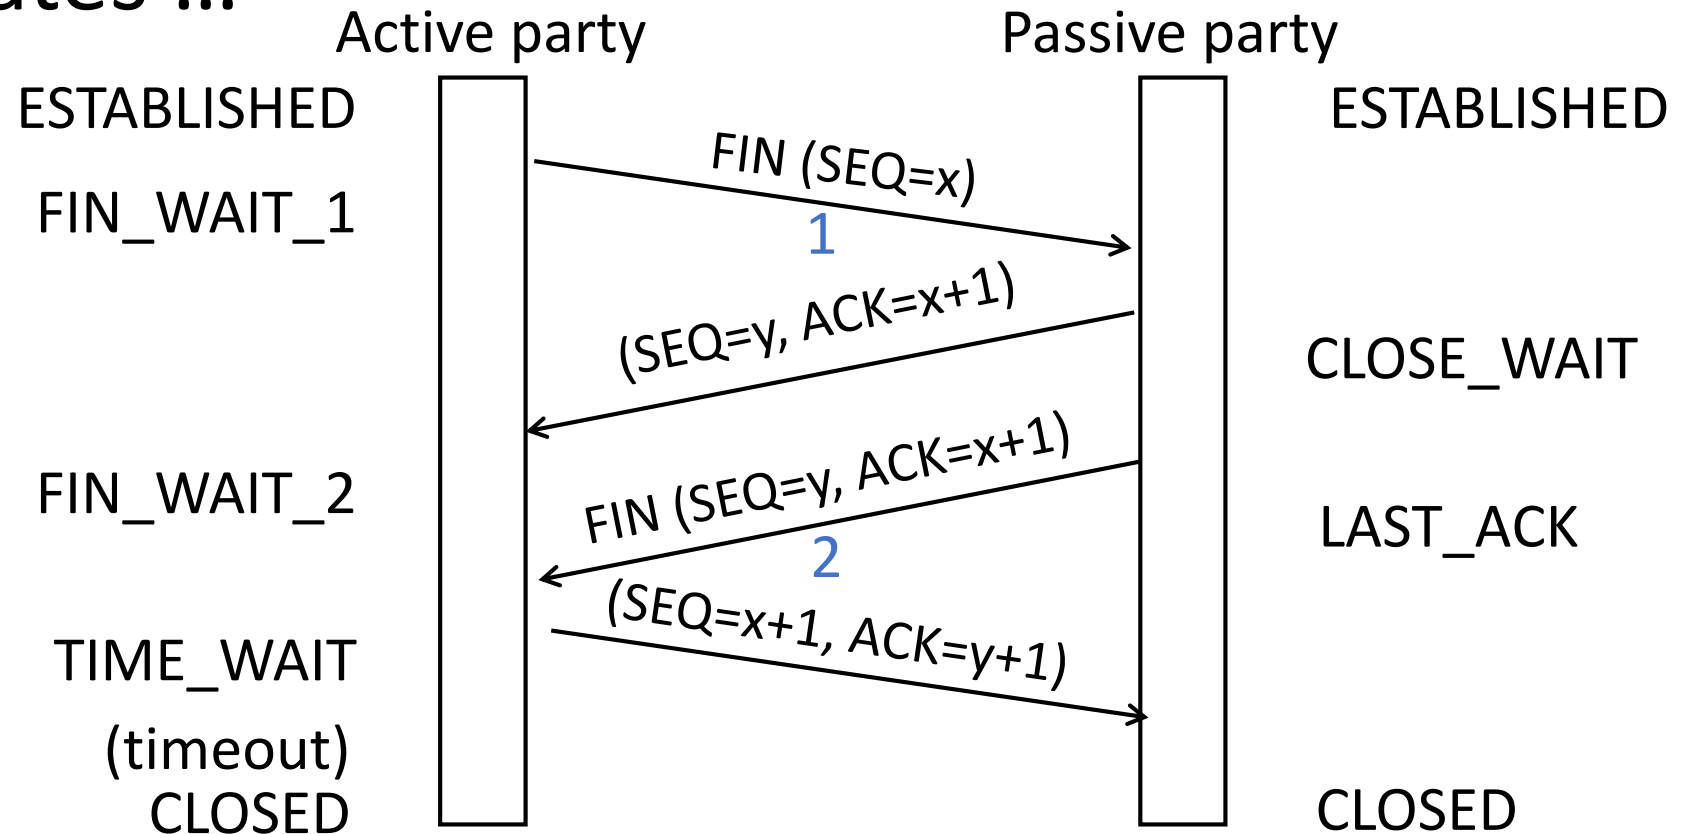 Active party
Passive party
ESTABLISHED
ESTABLISHED
FIN (SEQ=x)
FIN_WAIT_1
1
(SEQ=y, ACK=x+1)
CLOSE_WAIT
FIN (SEQ=y, ACK=x+1)
FIN_WAIT_2
LAST_ACK
2
(SEQ=x+1, ACK=y+1)
TIME_WAIT
(timeout)
CLOSED
CLOSED